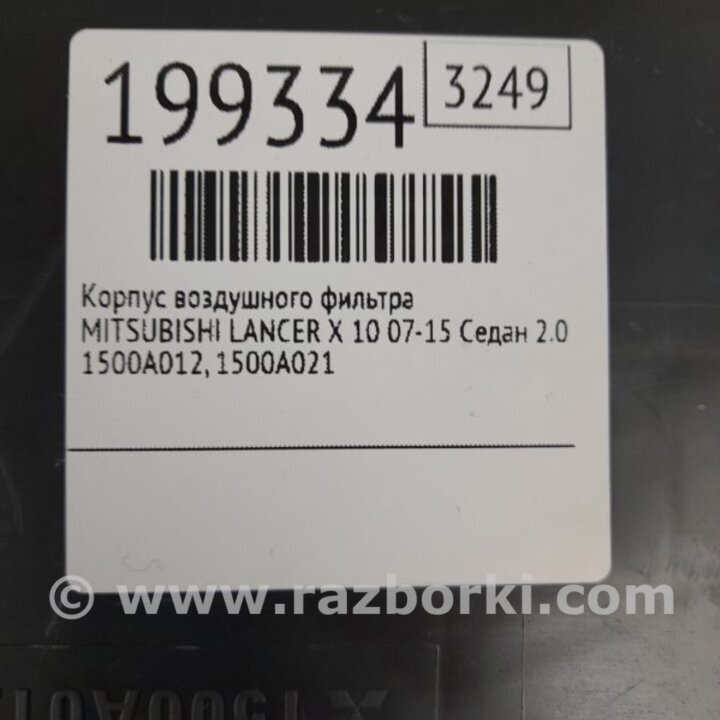 199334
3249
Корпус воздушного фильтра
MITSUBISHI LANCER X 10 07-15 Седан 2.0
1500A012, 1500A021
© www.razborki.com